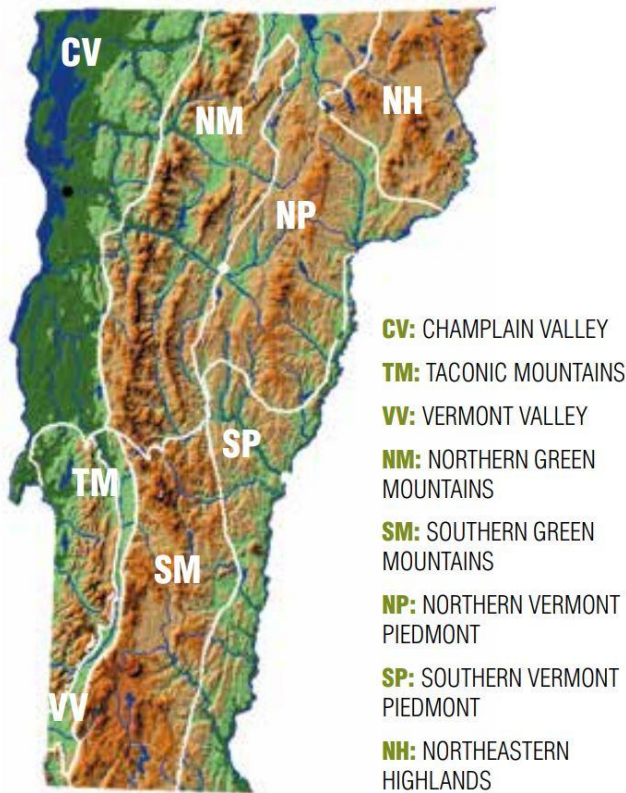 CV
NM
NH
NP
SP
TM
SM
VV
CV: CHAMPLAIN VALLEY
TM: TACONIC MOUNTAINS
VV: VERMONT VALLEY
NM: NORTHERN GREEN
MOUNTAINS
SM: SOUTHERN GREEN
MOUNTAINS
NP: NORTHERN VERMONT
PIEDMONT
SP: SOUTHERN VERMONT
PIEDMONT
NH: NORTHEASTERN
HIGHLANDS